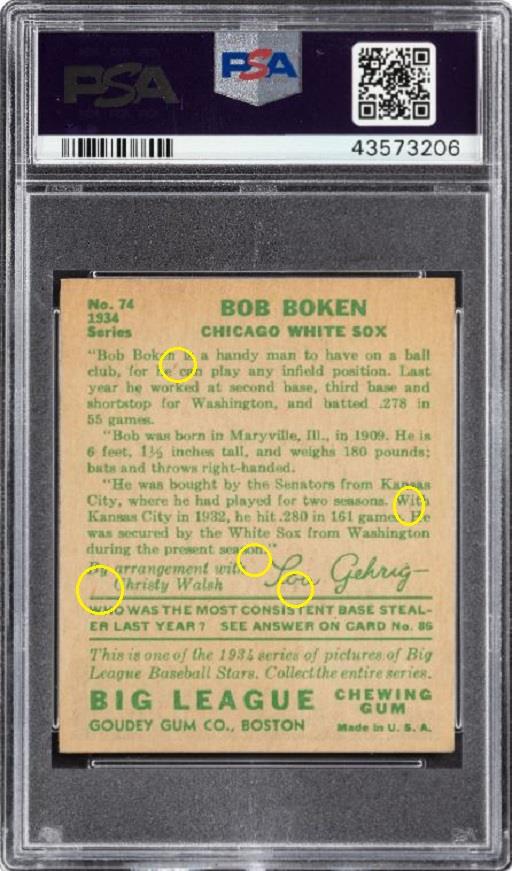 PSA
PSA
43573206
No. 74
1934
Series
BOB BOKEN
CHICAGO WHITE SOX
"Bob Boken is a handy man to have on a ball
club, for he can play any infield position. Last
year he worked at second base, third base and
shortstop for Washington, and batted .278 in
55 games.
"Bob was born in Maryville, Ill., in 1909. He is
6 feet, 1½ inches tall, and weighs 180 pounds;
bats and throws right-handed.
"He was bought by the Senators from Kansas
City, where he had played for two seasons. With
Kansas City in 1932, he hit .280 in 161 games. He
was secured by the White Sox from Washington
during the present season."
By arrangement with
Christy Walsh
Lou Gehrig
WHO WAS THE MOST CONSISTENT BASE STEAL-
ER LAST YEAR? SEE ANSWER ON CARD No. 86
This is one of the 1934 series of pictures of Big
League Baseball Stars. Collect the entire series.
BIG LEAGUE CHEWING GUM
GOUDEY GUM CO., BOSTON
Made in U. S. A.